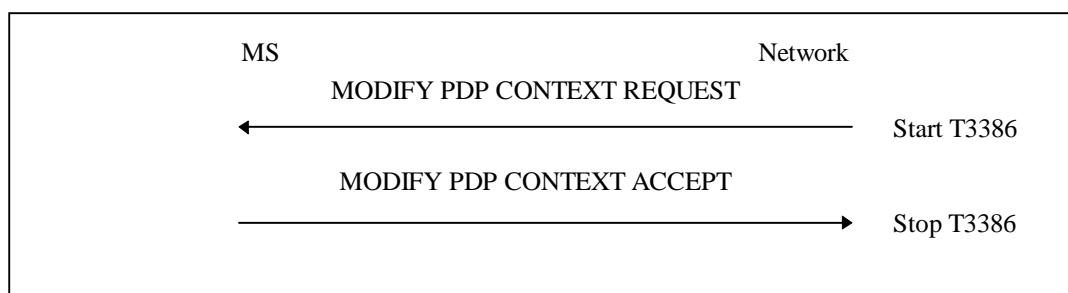 MS Network
MODIFY PDP CONTEXT REQUEST
Start T3386
MODIFY PDP CONTEXT ACCEPT
Stop T3386